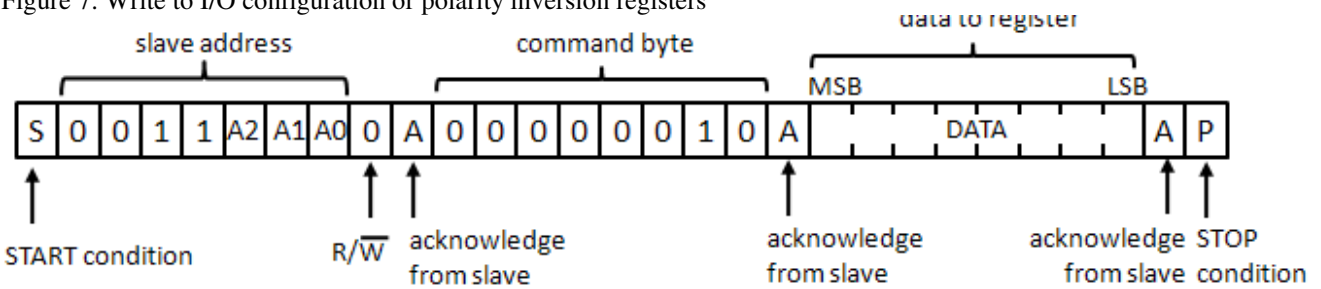 Figure 7. Write to I/O configuration or polarity inversion registers
slave address
command byte
data to register
MSB
LSB
S 0 0 1 1 A2 A1 A0 0 A 0 0 0 0 0 0 1 0 A DATA A P
START condition
R/W̅
acknowledge
from slave
acknowledge
from slave
acknowledge
from slave
STOP
condition